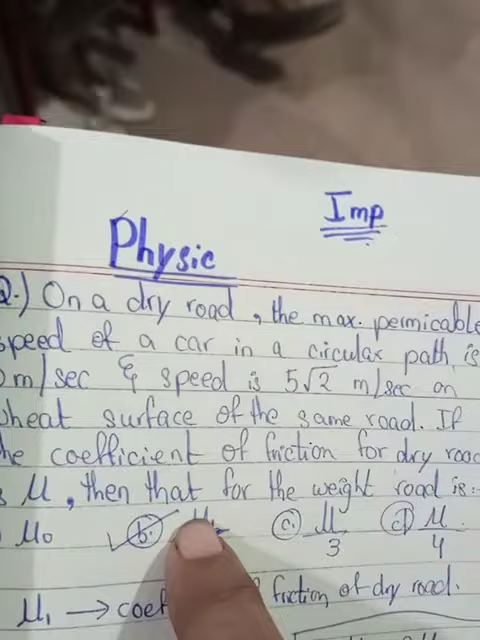 Imp
Physic
Q.) On a dry road, the max. permicable
speed of a car in a circular path, is
0 m/sec & speed is 5√2 m/sec on
wheat surface of the same road. If
the coefficient of friction for dry road
s μ, then that for the weight road is:-
μ₀ b. c. μ/3 d μ/4
μ₁ → coef friction of dry road.